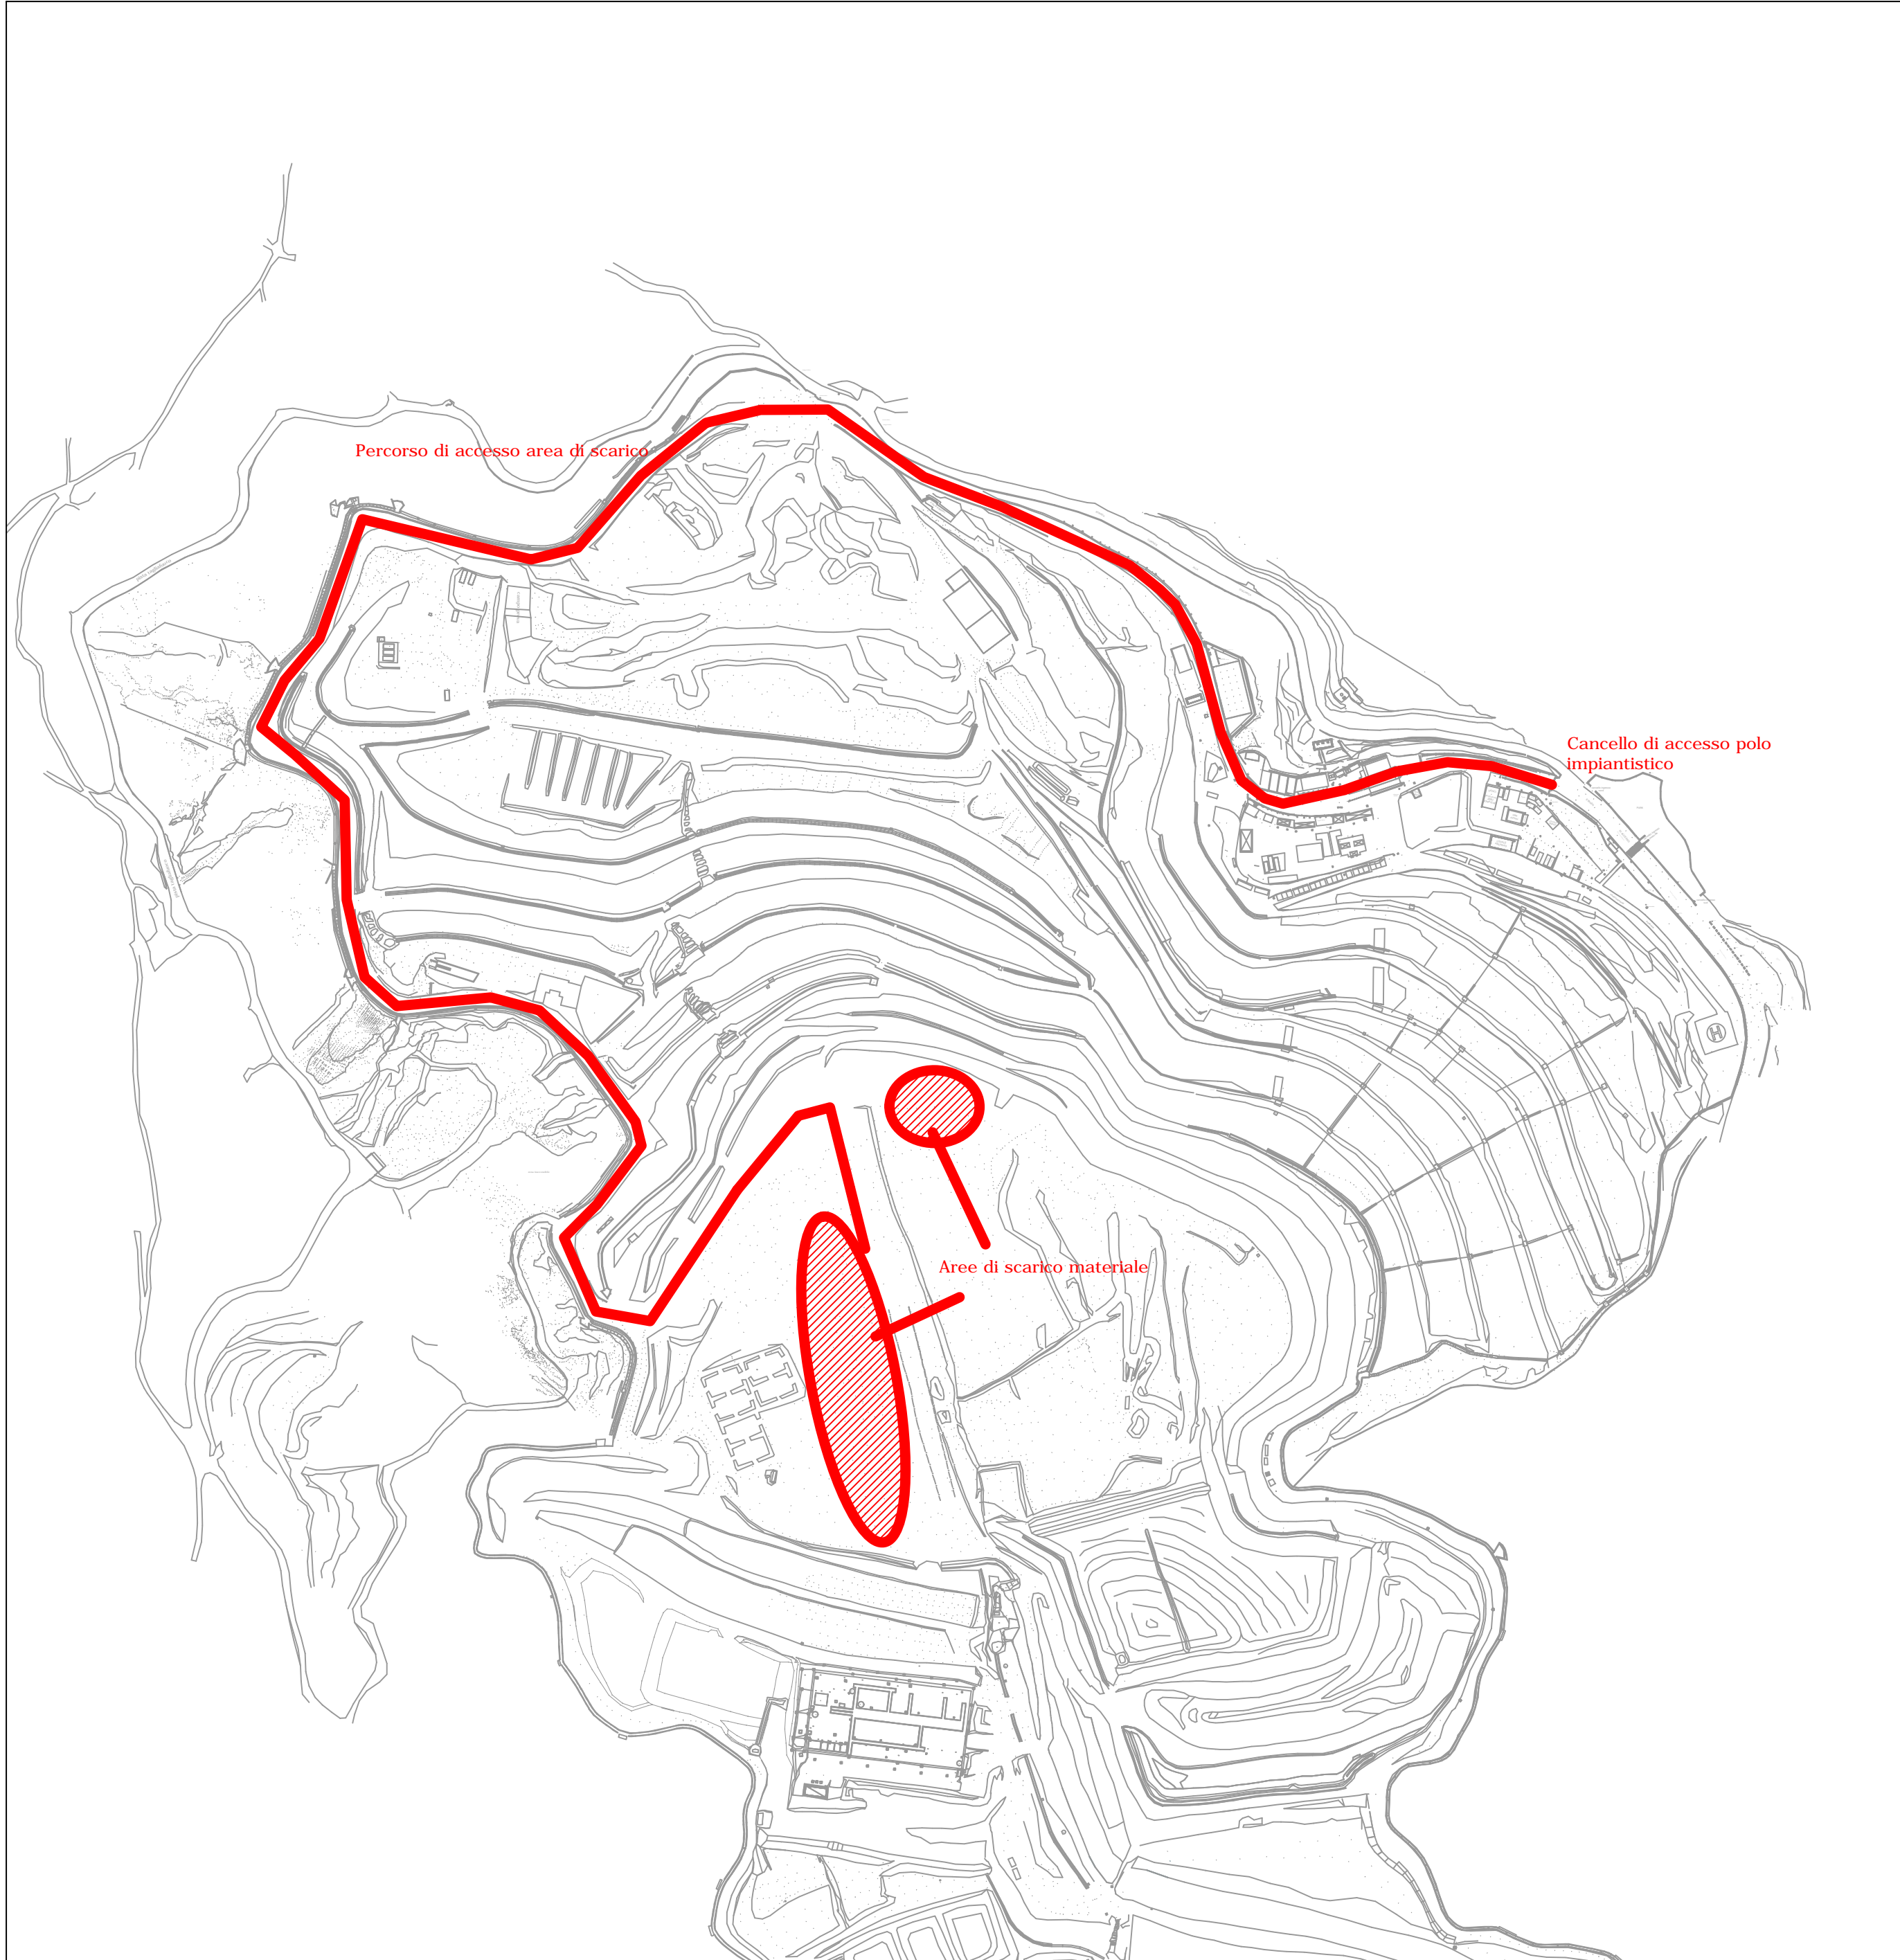 Percorso di accesso area di scarico
Cancello di accesso polo
impiantistico
H
Aree di scarico materiale